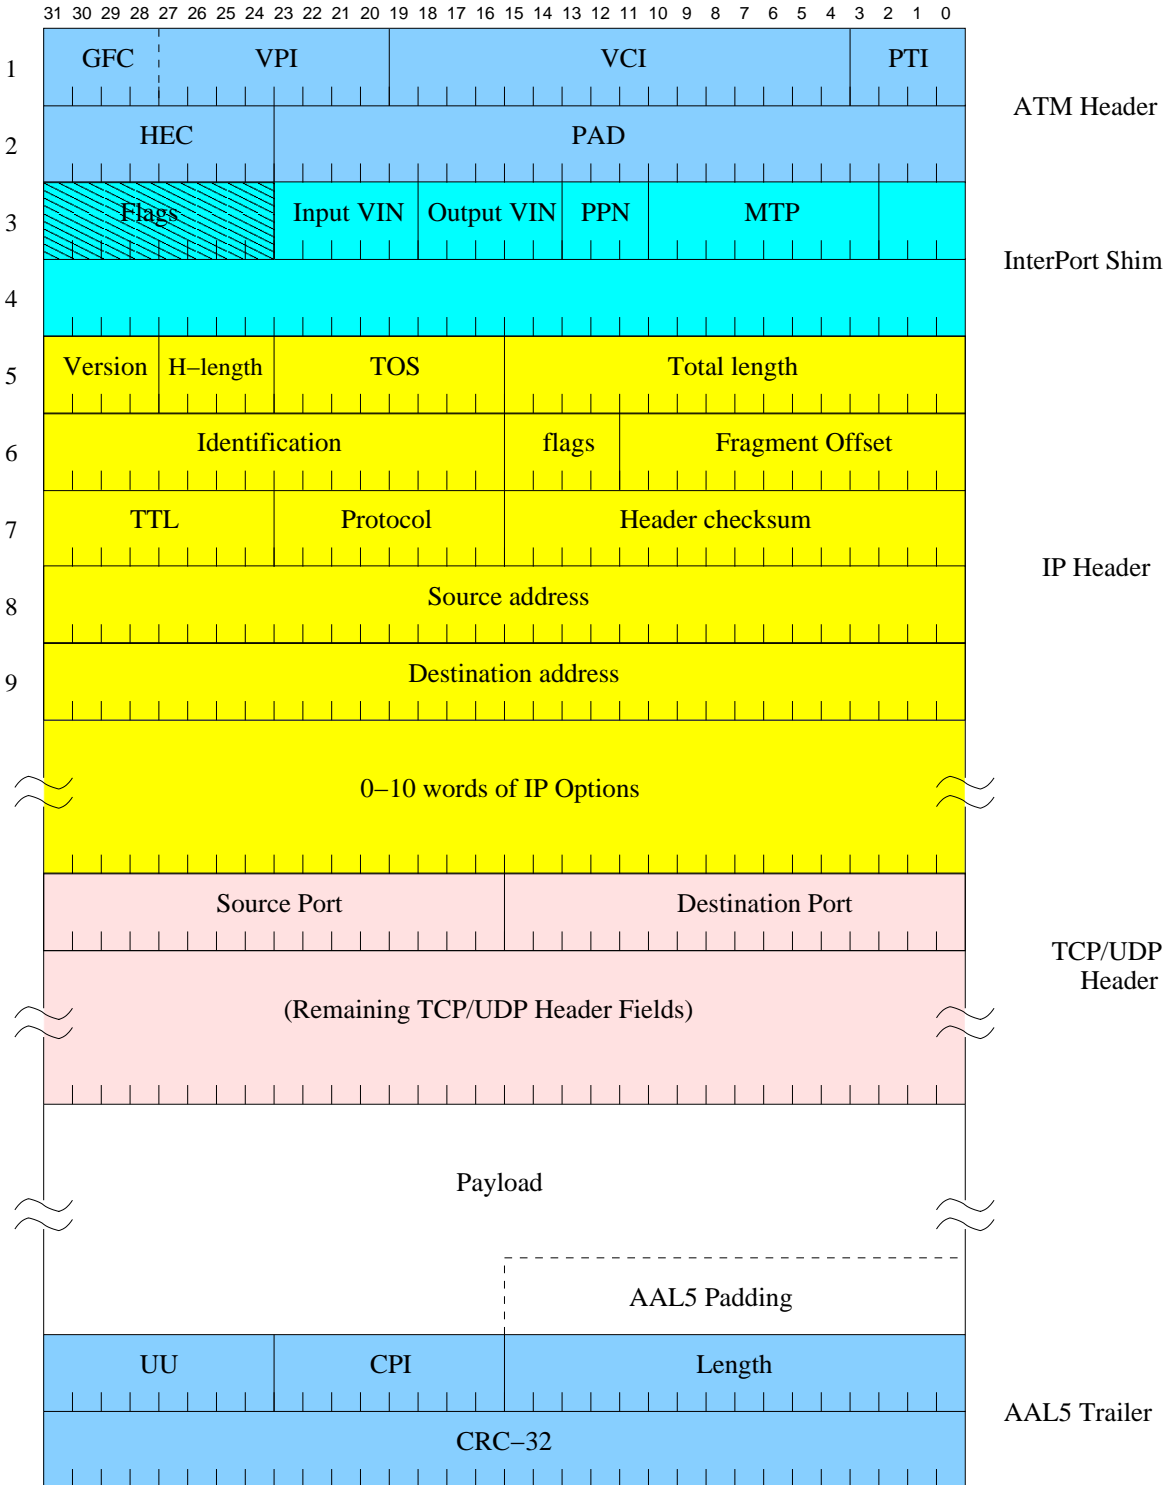 31 30 29 28 27 26 25 24 23 22 21 20 19 18 17 16 15 14 13 12 11 10 9 8 7 6 5 4 3 2 1 0
1 GFC VPI VCI PTI
ATM Header
2 HEC PAD
3 Flags Input VIN Output VIN PPN MTP
InterPort Shim
4
5 Version H−length TOS Total length
6 Identification flags Fragment Offset
7 TTL Protocol Header checksum
IP Header
8 Source address
9 Destination address
0−10 words of IP Options
Source Port Destination Port
TCP/UDP
Header
(Remaining TCP/UDP Header Fields)
Payload
AAL5 Padding
UU CPI Length
AAL5 Trailer
CRC−32